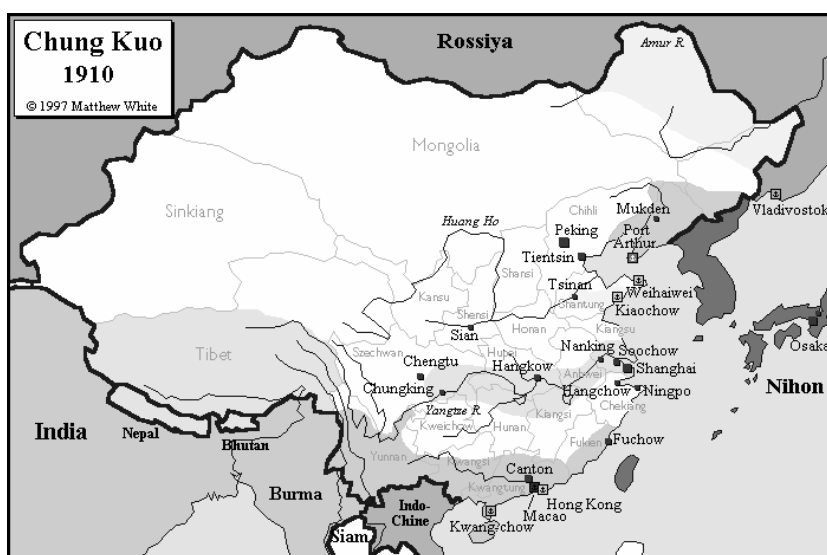 Chung Kuo
1910
© 1997 Matthew White
Rossiya
Amur R.
Mongolia
Sinkiang
Huang Ho
Chihli
Mukden
Vladivostok
Peking
Port
Arthur
Tientsin
Shansi
Tsinan
Weihaiwei
Kansu
Shantung
Kiaochow
Shensi
Sian
Honan
Kiangsu
Osaka
Tibet
Szechwan
Chengtu
Hupei
Nanking
Soochow
Shanghai
Hangkow
Anhwei
Chungking
Hangchow
Ningpo
Nihon
Yangtze R.
Chekiang
Kiangsi
India
Nepal
Bhutan
Kweichow
Hunan
Fukien
Fuchow
Yunnan
Kwangsi
Canton
Burma
Kwangtung
Hong Kong
Indo-
Chine
Macao
Kwang-chow
Siam